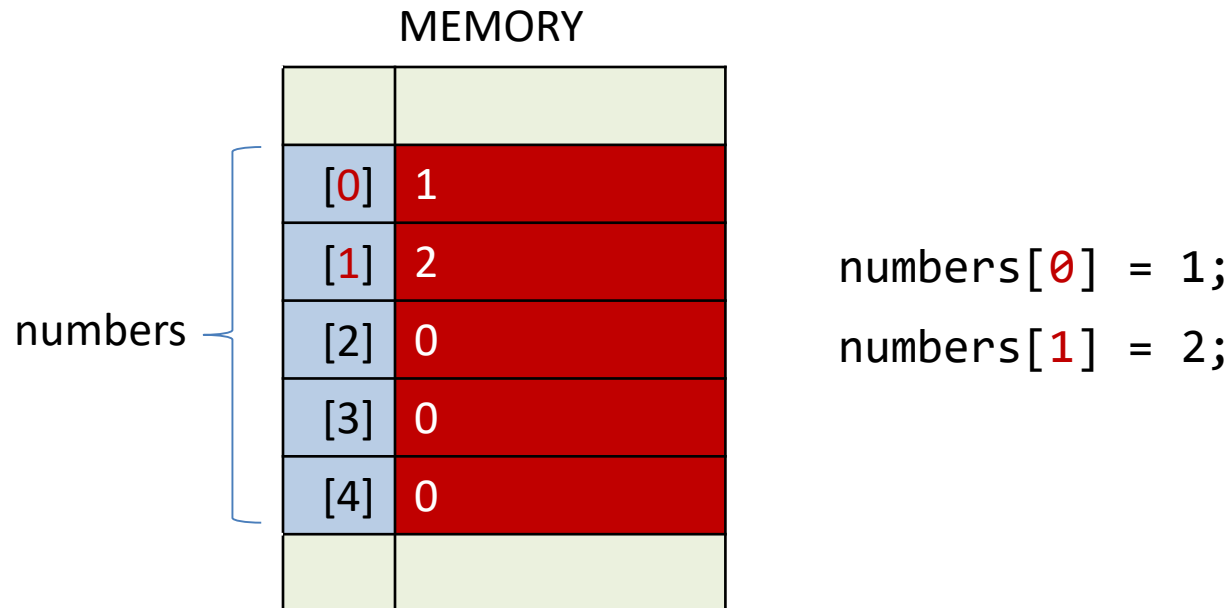 MEMORY
[0] 1
[1] 2
numbers[0] = 1;
numbers
[2] 0
numbers[1] = 2;
[3] 0
[4] 0